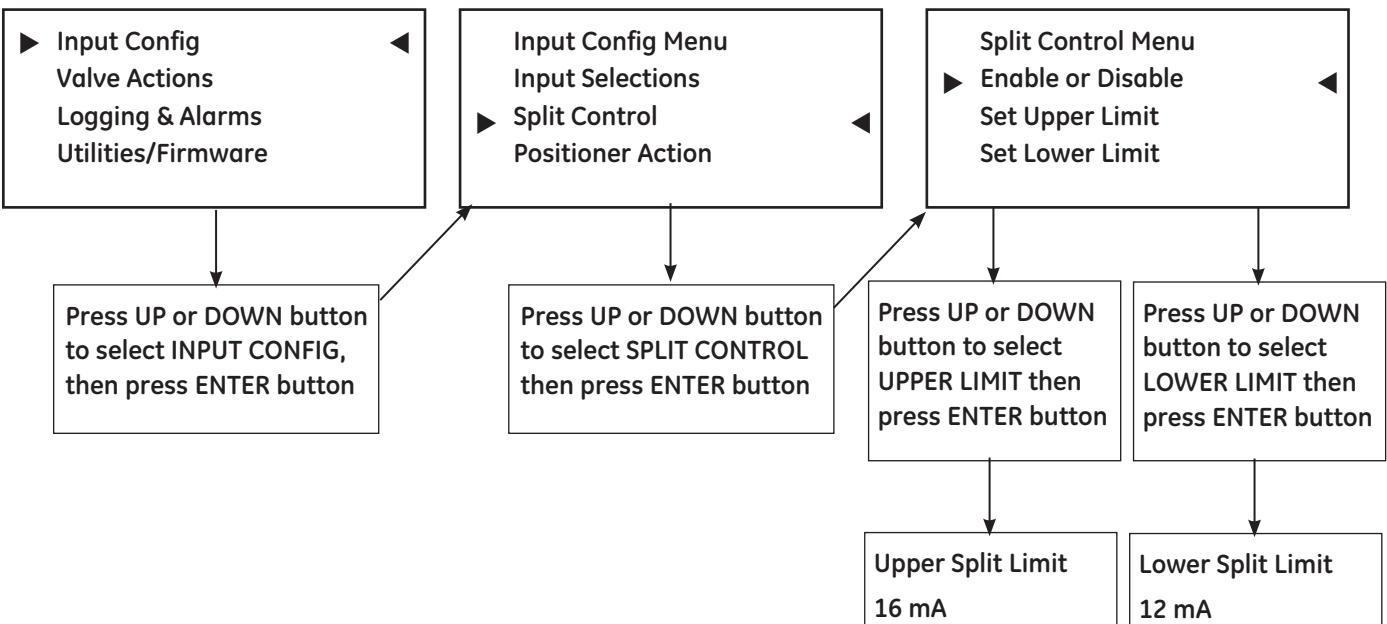 Input Config
Valve Actions
Logging & Alarms
Utilities/Firmware
Input Config Menu
Input Selections
Split Control
Positioner Action
Split Control Menu
Enable or Disable
Set Upper Limit
Set Lower Limit
Press UP or DOWN button
to select INPUT CONFIG,
then press ENTER button
Press UP or DOWN button
to select SPLIT CONTROL
then press ENTER button
Press UP or DOWN
button to select
UPPER LIMIT then
press ENTER button
Press UP or DOWN
button to select
LOWER LIMIT then
press ENTER button
Upper Split Limit
16 mA
Lower Split Limit
12 mA